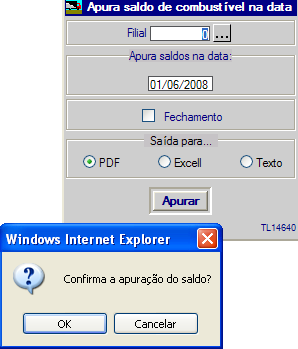 Apura saldo de combustível na data
Filial 0 ...
Apura saldos na data:
01/06/2008
Fechamento
Saída para...
PDF Excell Texto
Apurar
TL14640
Windows Internet Explorer
Confirma a apuração do saldo?
OK Cancelar